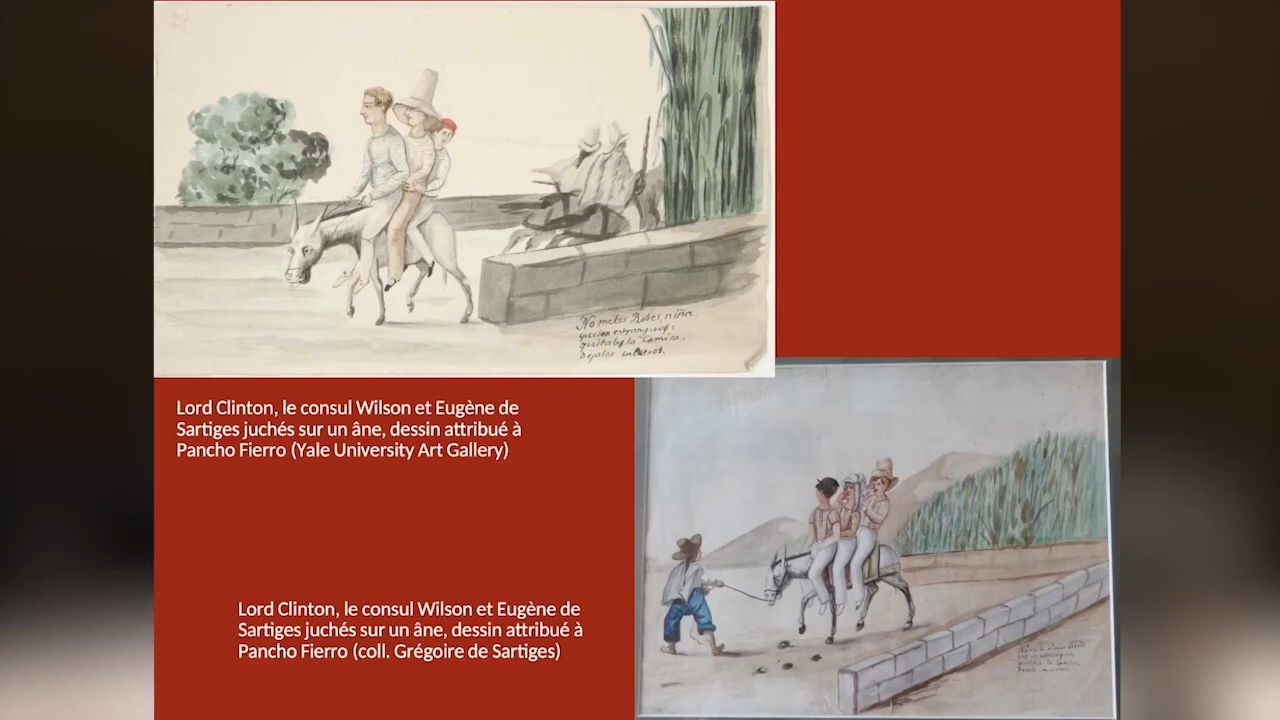 No metas Robes, niña,
quitales la Camisa,
dejalos
Lord Clinton, le consul Wilson et Eugène de
Sartiges juchés sur un âne, dessin attribué à
Pancho Fierro (Yale University Art Gallery)
Lord Clinton, le consul Wilson et Eugène de
Sartiges juchés sur un âne, dessin attribué à
Pancho Fierro (coll. Grégoire de Sartiges)